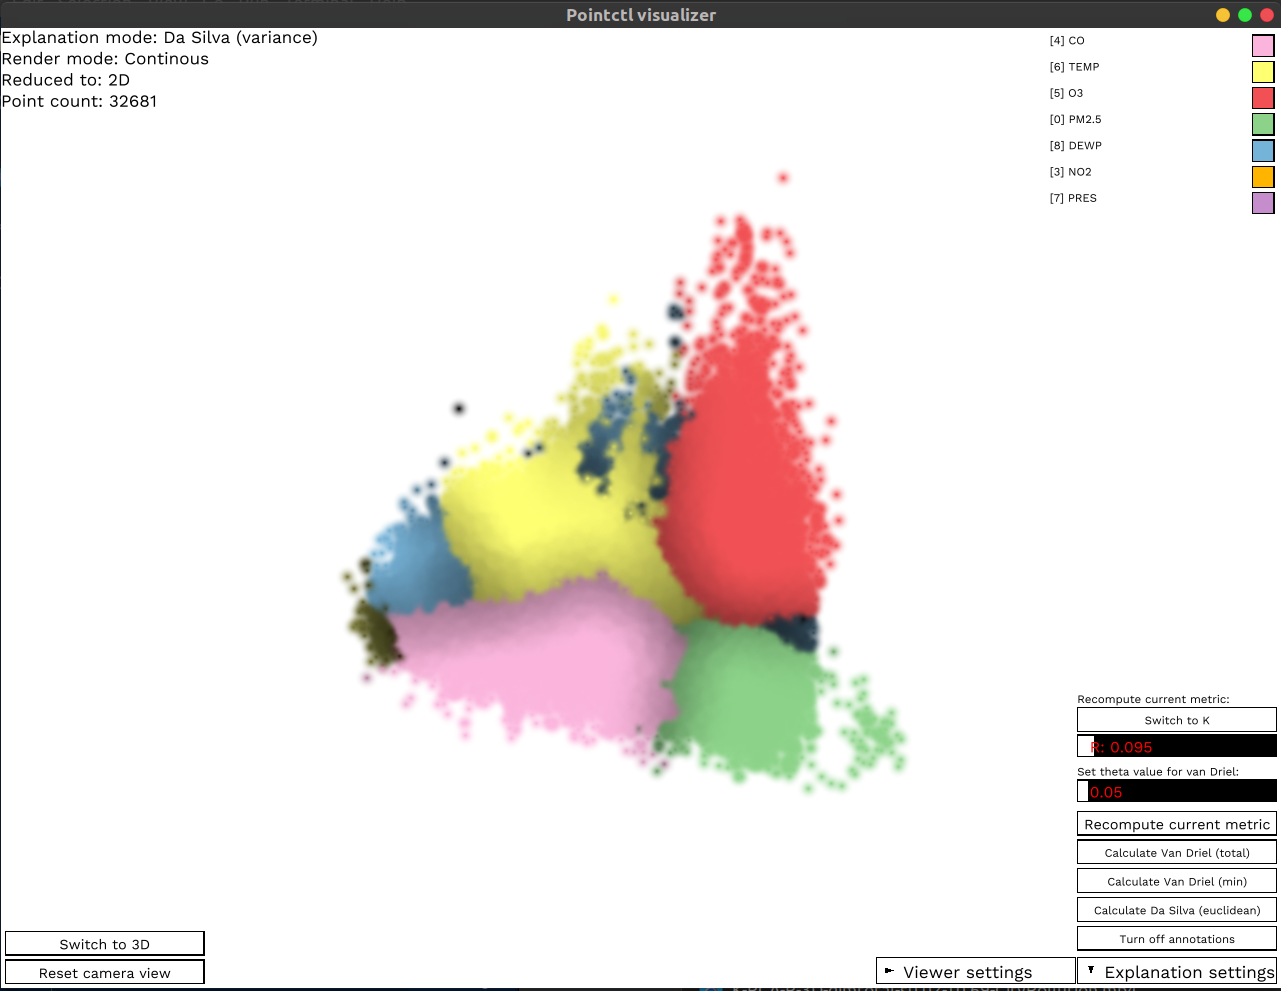 Pointctl visualizer
Explanation mode: Da Silva (variance)
Render mode: Continous
Reduced to: 2D
Point count: 32681
[4] CO
[6] TEMP
[5] O3
[0] PM2.5
[8] DEWP
[3] NO2
[7] PRES
Recompute current metric:
Switch to K
R: 0.095
Set theta value for van Driel:
0.05
Recompute current metric
Calculate Van Driel (total)
Calculate Van Driel (min)
Calculate Da Silva (euclidean)
Turn off annotations
Switch to 3D
Reset camera view
Viewer settings
Explanation settings